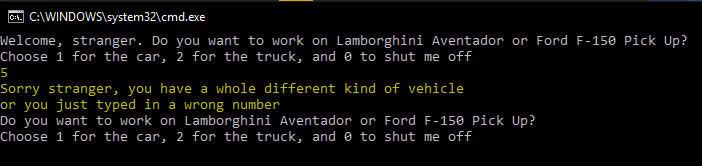 C:\WINDOWS\system32\cmd.exe
Welcome, stranger. Do you want to work on Lamborghini Aventador or Ford F-150 Pick Up?
Choose 1 for the car, 2 for the truck, and 0 to shut me off
5
Sorry stranger, you have a whole different kind of vehicle
or you just typed in a wrong number
Do you want to work on Lamborghini Aventador or Ford F-150 Pick Up?
Choose 1 for the car, 2 for the truck, and 0 to shut me off